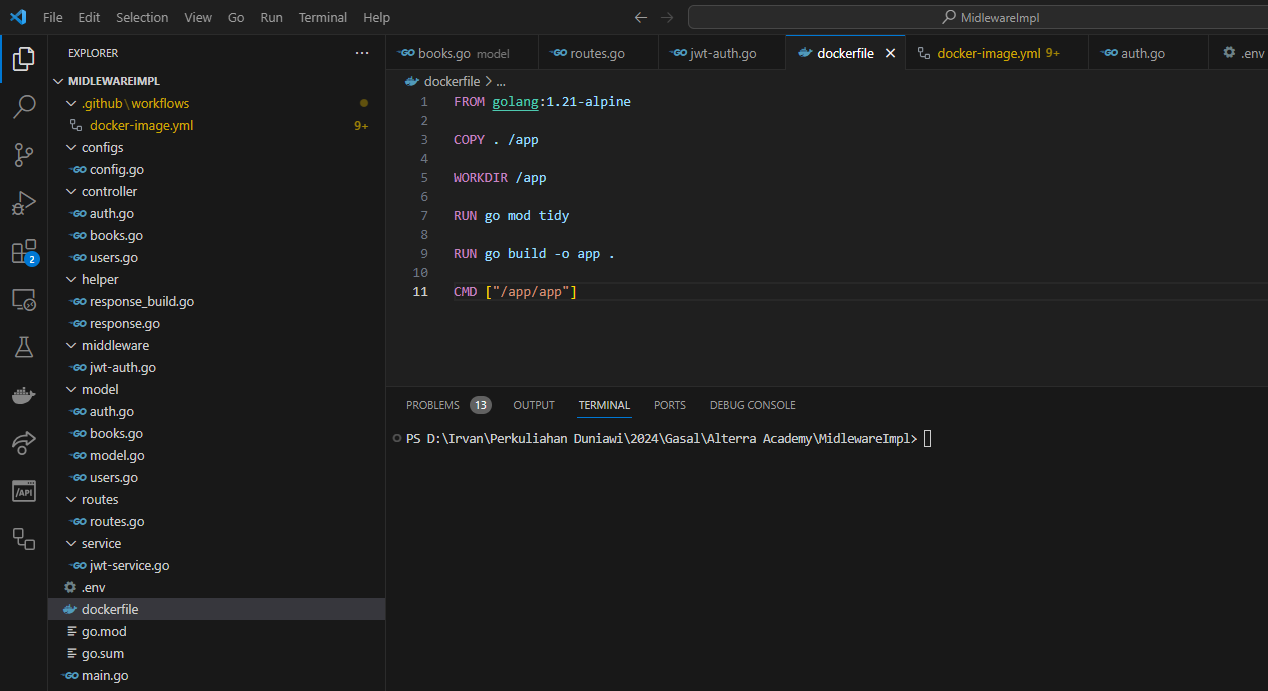 File Edit Selection View Go Run Terminal Help
MidlewareImpl
EXPLORER
MIDLEWAREIMPL
.github\workflows
docker-image.yml 9+
configs
config.go
controller
auth.go
books.go
users.go
helper
response_build.go
response.go
middleware
jwt-auth.go
model
auth.go
books.go
model.go
users.go
routes
routes.go
service
jwt-service.go
.env
dockerfile
go.mod
go.sum
main.go
2
/API
books.go model routes.go jwt-auth.go dockerfile docker-image.yml 9+ auth.go .env
dockerfile > ...
1 FROM golang:1.21-alpine
2
3 COPY . /app
4
5 WORKDIR /app
6
7 RUN go mod tidy
8
9 RUN go build -o app .
10
11 CMD ["/app/app"]
PROBLEMS 13 OUTPUT TERMINAL PORTS DEBUG CONSOLE
PS D:\Irvan\Perkuliahan Duniawi\2024\Gasal\Alterra Academy\MidlewareImpl>